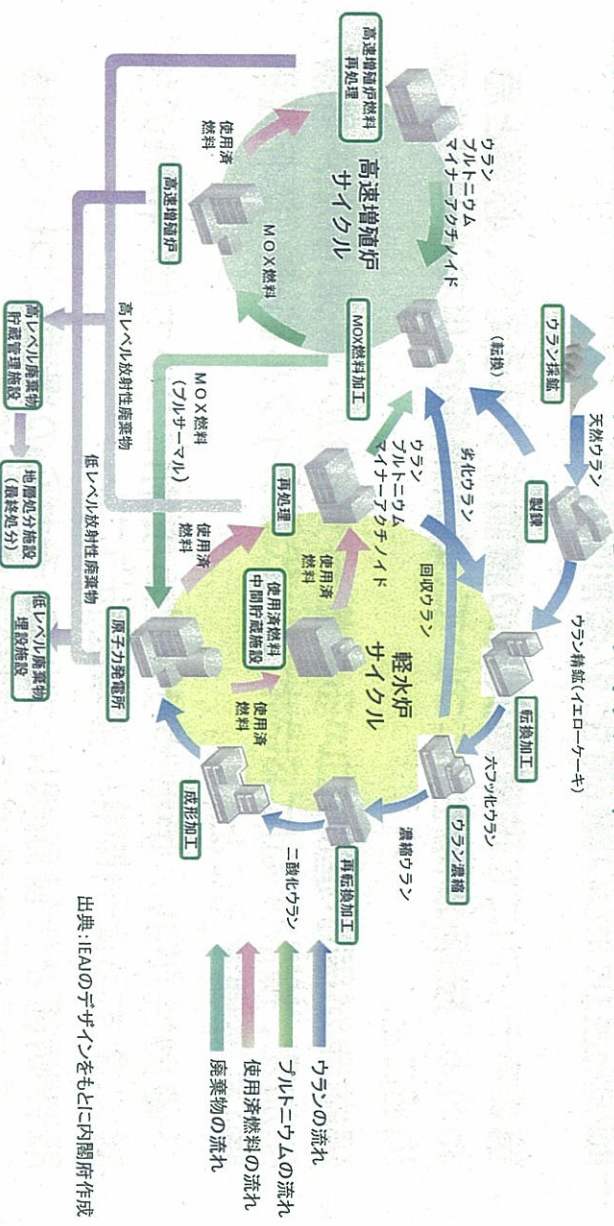 ウラン採鉱
天然ウラン
製錬
ウラン精鉱(イエローケーキ)
(転換)
転換加工
六フッ化ウラン
ウラン濃縮
濃縮ウラン
再転換加工
二酸化ウラン
成形加工
劣化ウラン
回収ウラン
軽水炉
サイクル
ウラン
プルトニウム
マイナーアクチノイド
再処理
使用済
燃料
使用済燃料
中間貯蔵施設
使用済
燃料
使用済
燃料
原子力発電所
ウラン
プルトニウム
マイナーアクチノイド
高速増殖炉燃料
再処理
高速増殖炉
サイクル
MOX燃料加工
MOX燃料
使用済
燃料
高速増殖炉
MOX燃料
(プルサーマル)
高レベル放射性廃棄物
低レベル放射性廃棄物
高レベル廃棄物
貯蔵管理施設
地層処分施設
(最終処分)
低レベル廃棄物
埋設施設
ウランの流れ
プルトニウムの流れ
使用済燃料の流れ
廃棄物の流れ
出典:IEAJのデザインをもとに内閣府作成